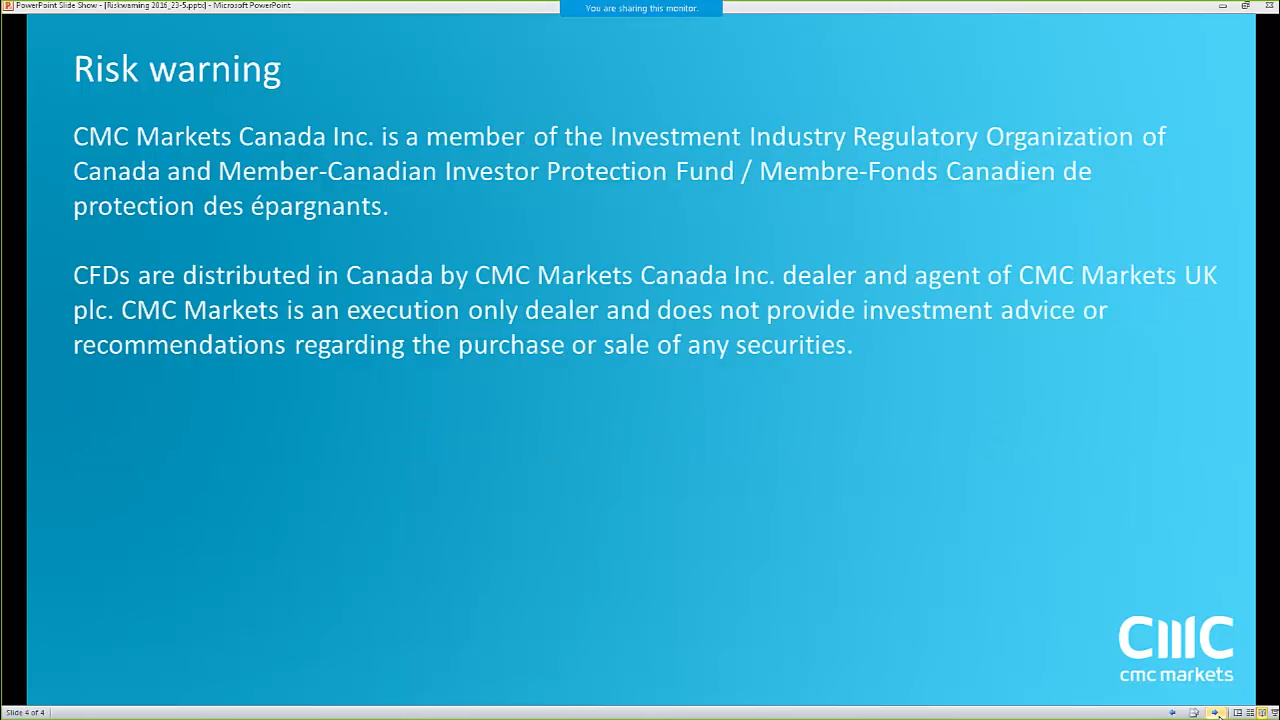 PowerPoint Slide Show - [Riskwarning 2016_23-5.pptx] - Microsoft PowerPoint
You are sharing this monitor.
Risk warning
CMC Markets Canada Inc. is a member of the Investment Industry Regulatory Organization of
Canada and Member-Canadian Investor Protection Fund / Membre-Fonds Canadien de
protection des épargnants.
CFDs are distributed in Canada by CMC Markets Canada Inc. dealer and agent of CMC Markets UK
plc. CMC Markets is an execution only dealer and does not provide investment advice or
recommendations regarding the purchase or sale of any securities.
CMC
cmc markets
Slide 4 of 4